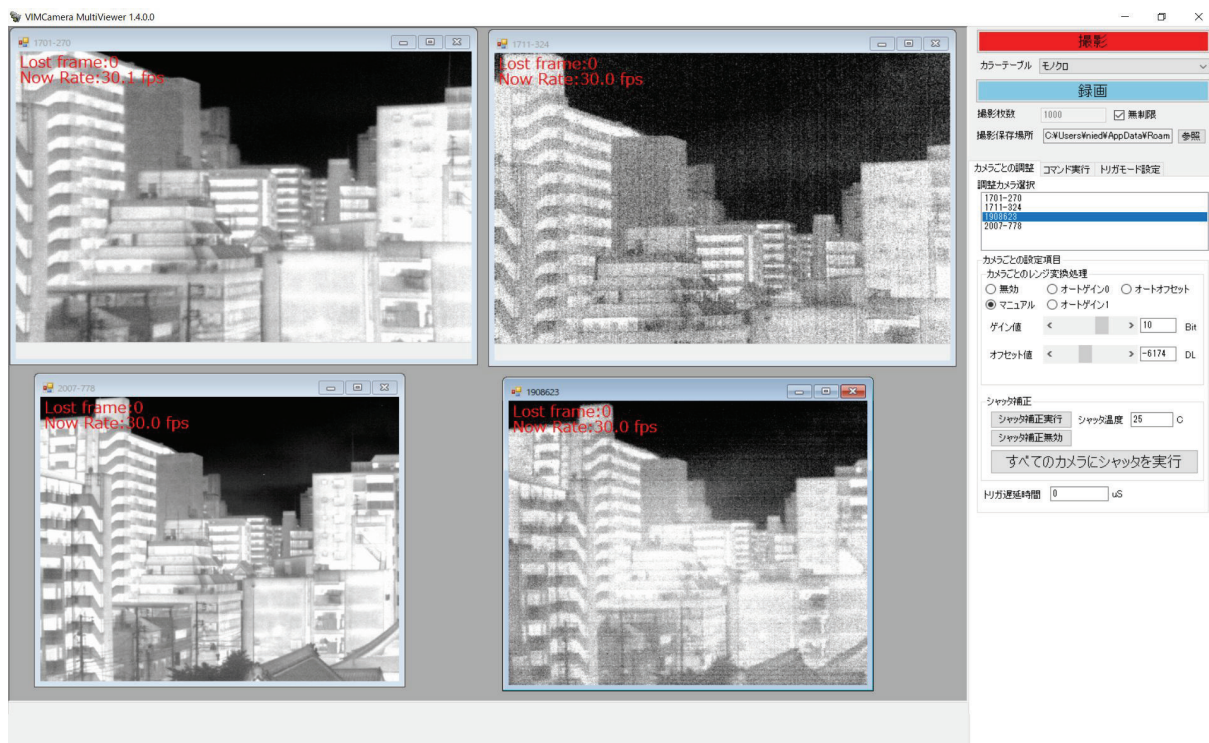 VIMCamera MultiViewer 1.4.0.0
1701-270
Lost frame:0
Now Rate:30.1 fps
1711-324
Lost frame:0
Now Rate:30.0 fps
2007-778
Lost frame:0
Now Rate:30.0 fps
1908623
Lost frame:0
Now Rate:30.0 fps
撮影
カラーテーブル モノクロ
録画
撮影枚数 1000 無制限
撮影保存場所 C:¥Users¥nied¥AppData¥Roam 参照
カメラごとの調整 コマンド実行 トリガモード設定
調整カメラ選択
1701-270
1711-324
1908623
2007-778
カメラごとの設定項目
カメラごとのレンジ変換処理
無効 オートゲイン0 オートオフセット
マニュアル オートゲイン1
ゲイン値 < > 10 Bit
オフセット値 < > -6174 DL
シャッタ補正
シャッタ補正実行 シャッタ温度 25 C
シャッタ補正無効
すべてのカメラにシャッタを実行
トリガ遅延時間 0 uS